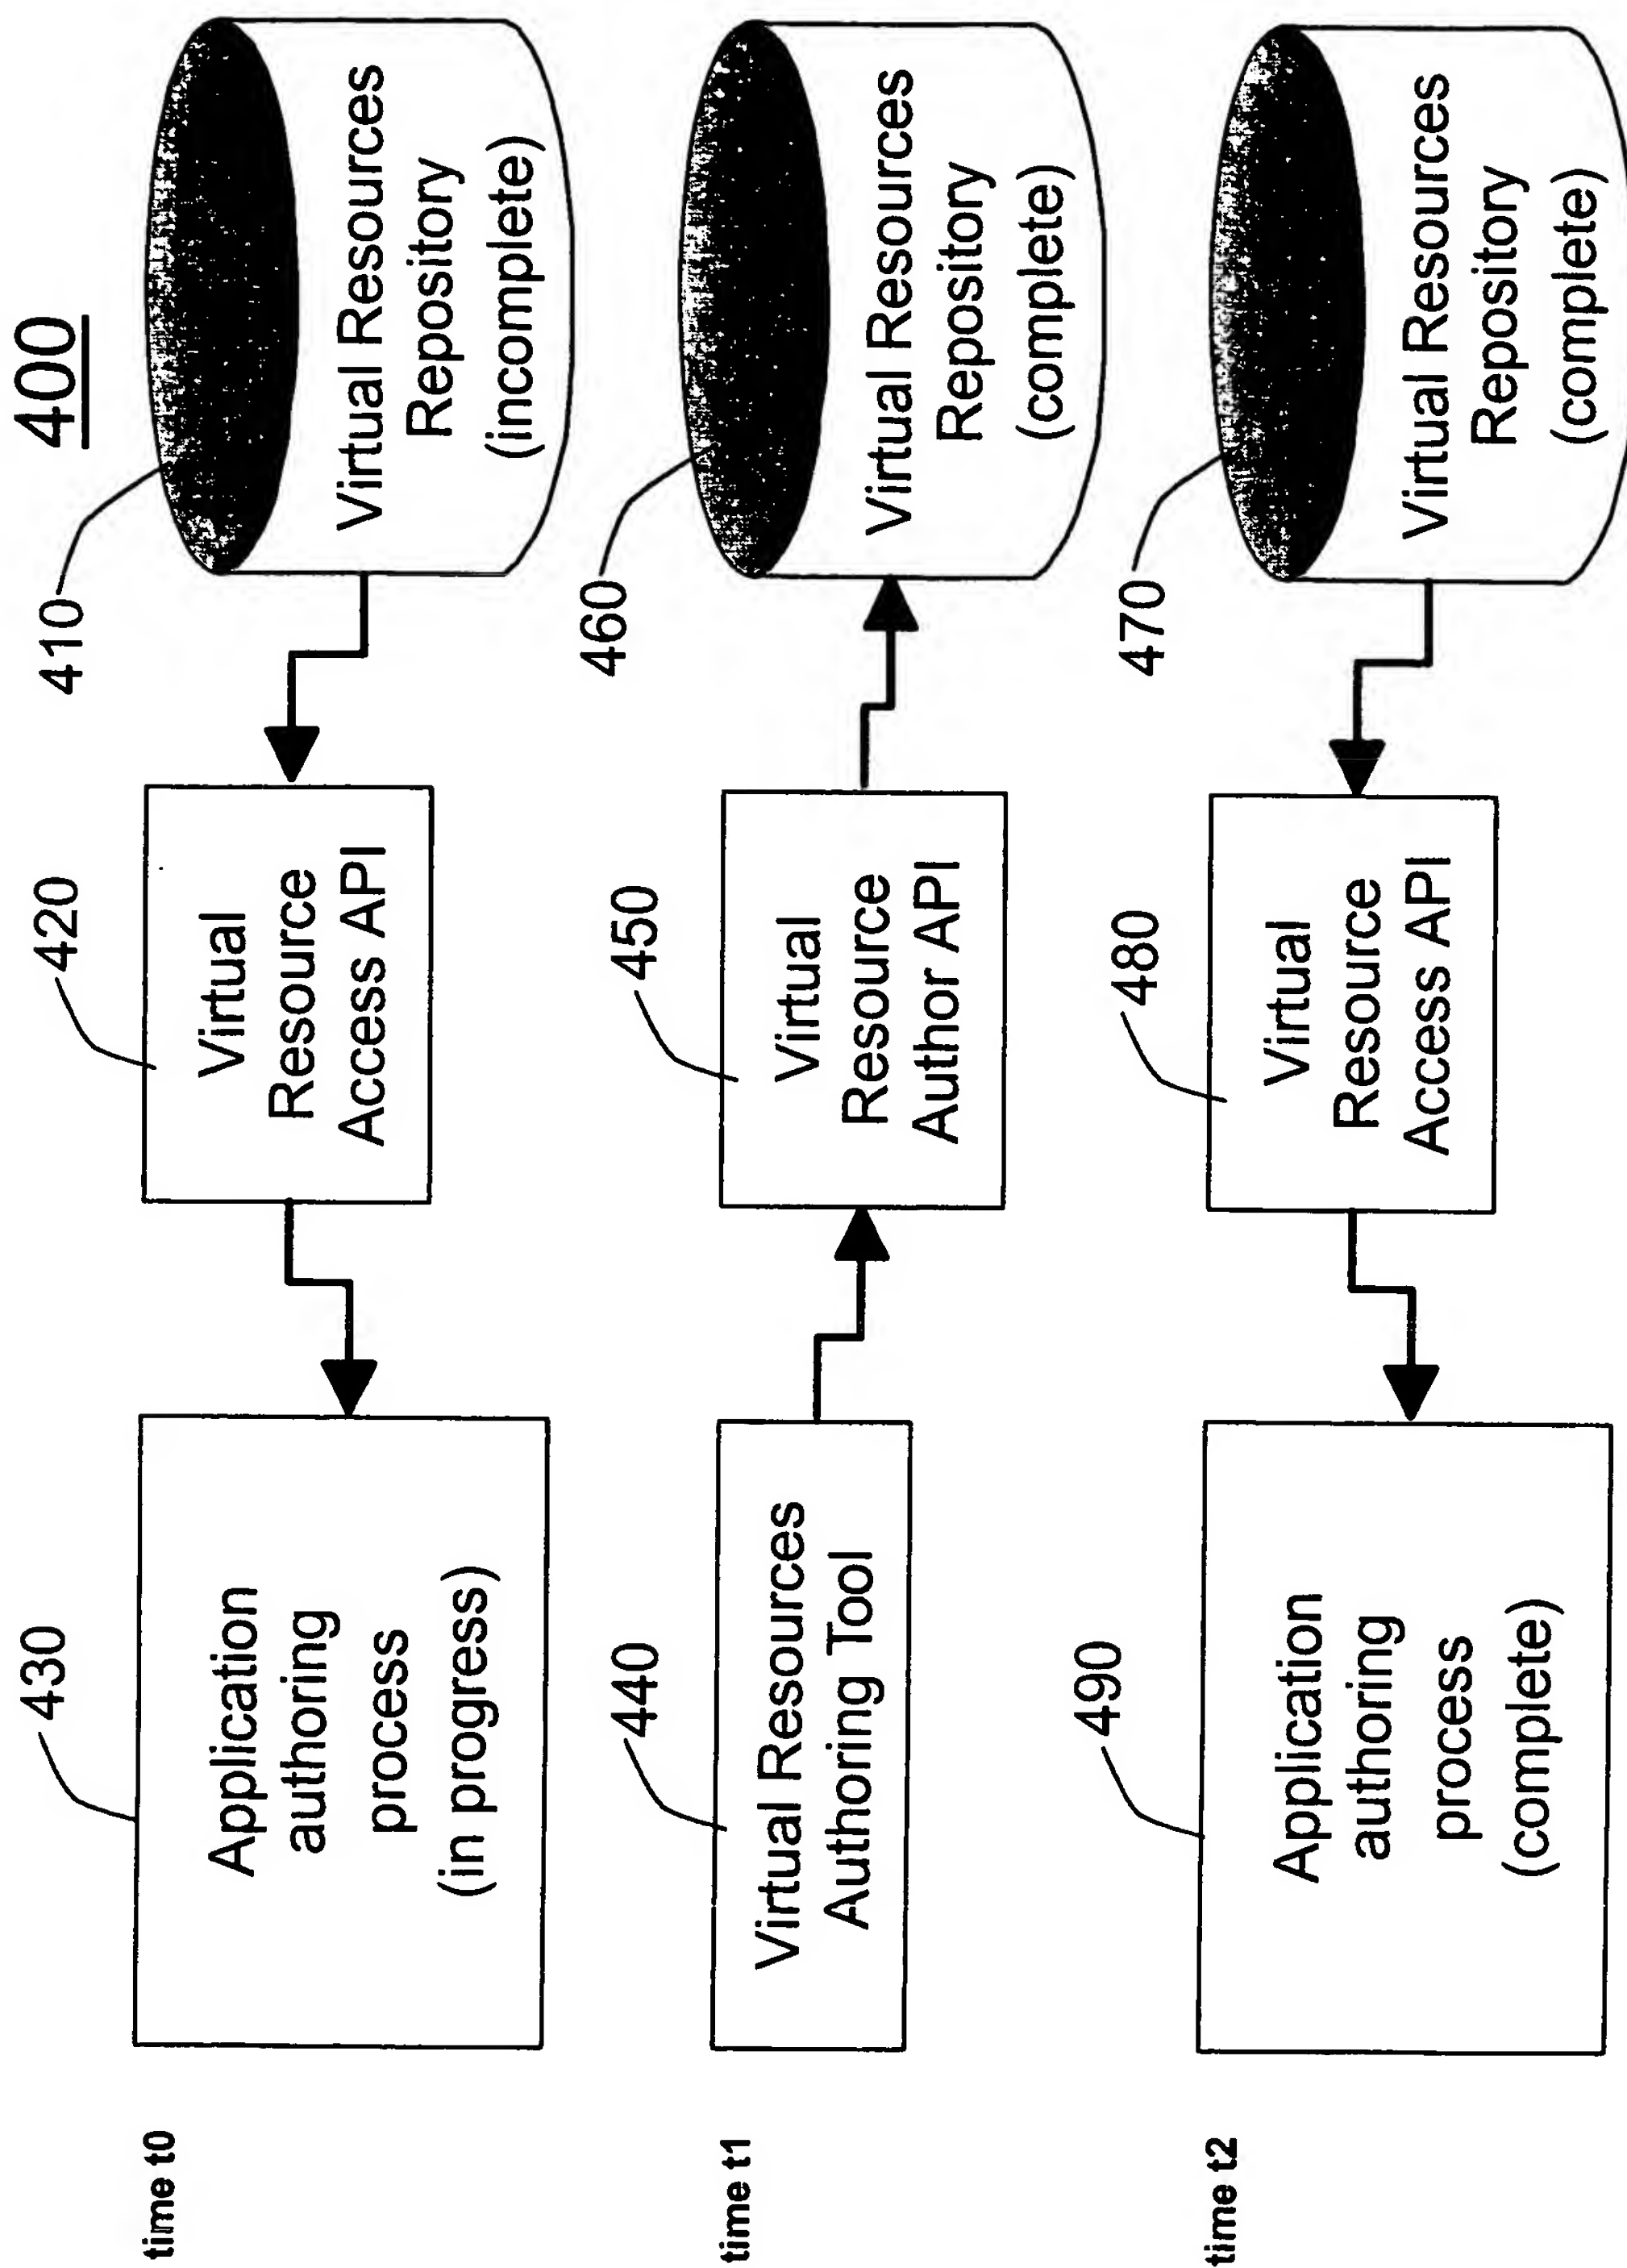 400
time t0
430
Application
authoring
process
(in progress)
420
Virtual
Resource
Access API
410
Virtual Resources
Repository
(incomplete)
time t1
440
Virtual Resources
Authoring Tool
450
Virtual
Resource
Author API
460
Virtual Resources
Repository
(complete)
time t2
490
Application
authoring
process
(complete)
480
Virtual
Resource
Access API
470
Virtual Resources
Repository
(complete)